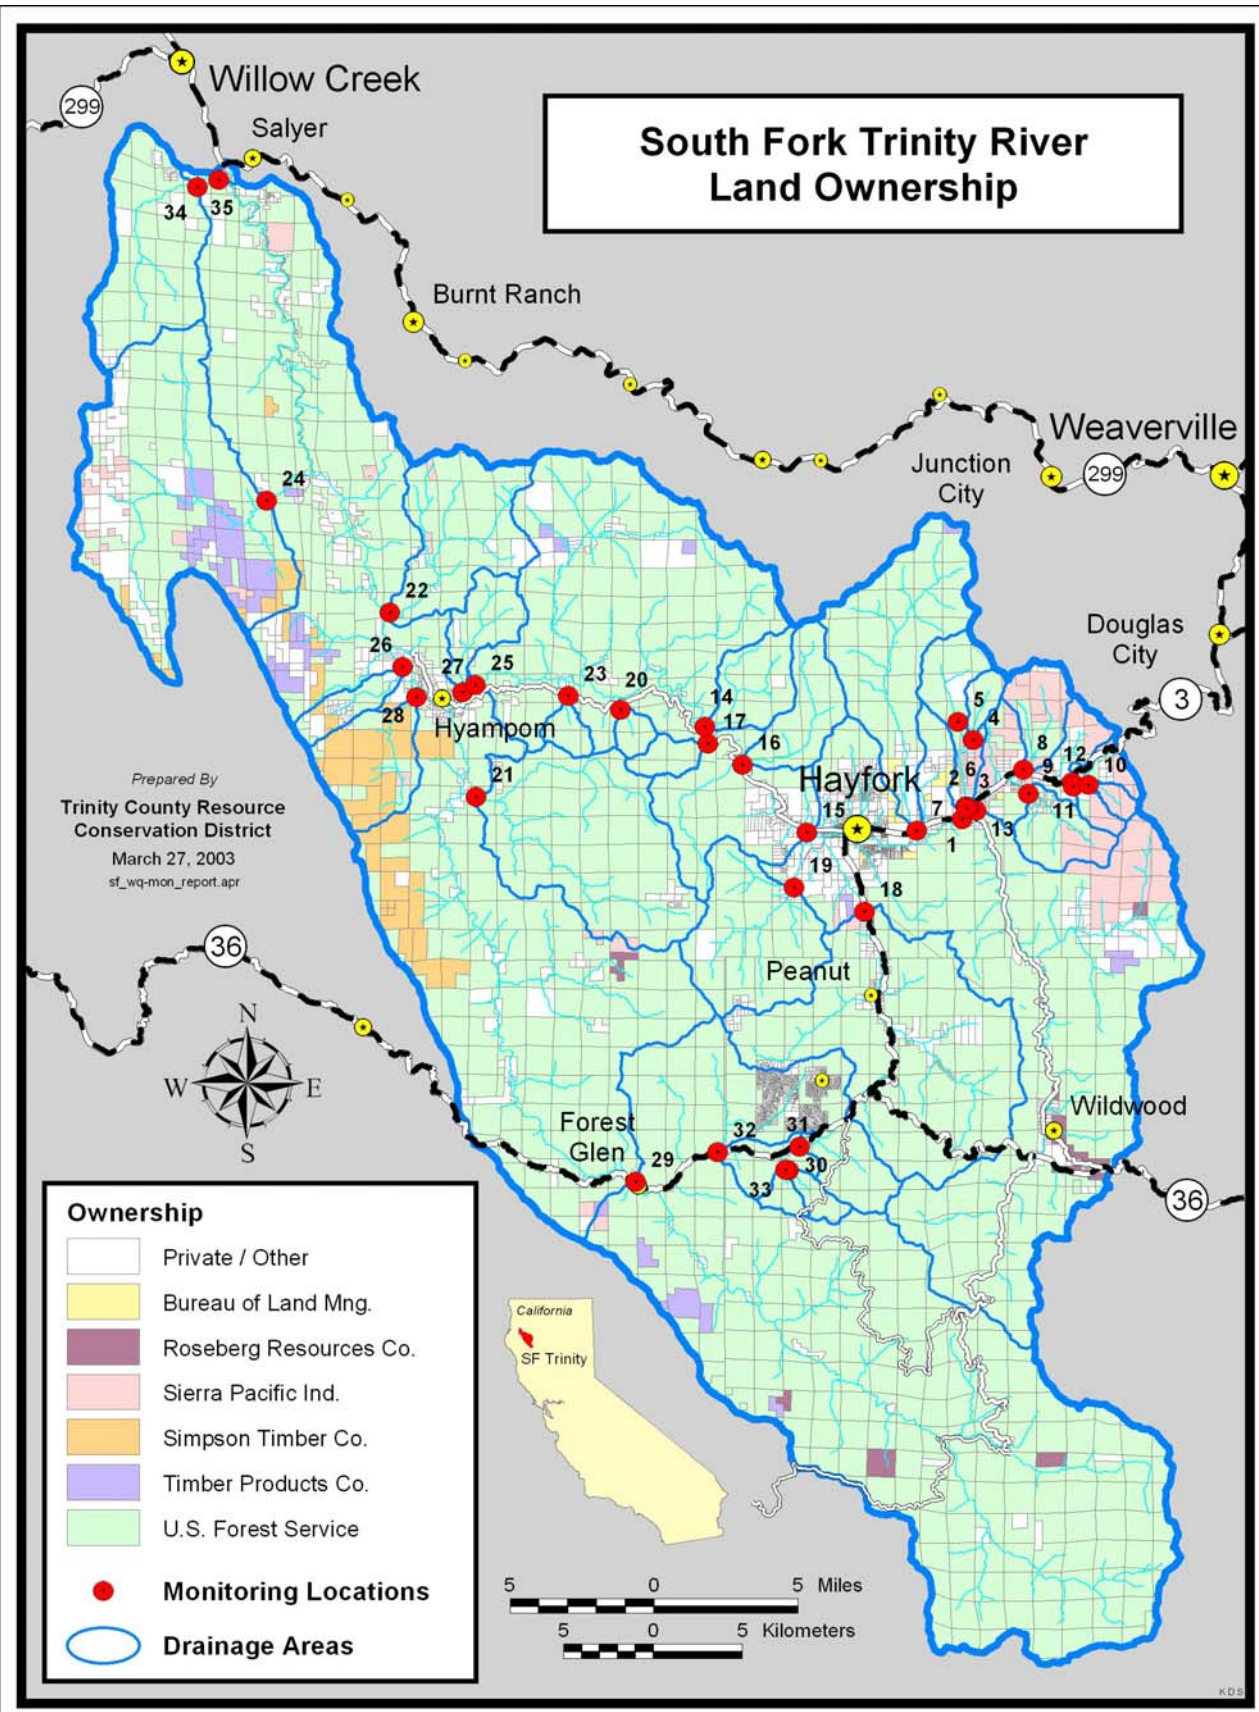 Willow Creek
299
Salyer
South Fork Trinity River
Land Ownership
34
35
Burnt Ranch
Weaverville
Junction
City
299
24
22
Douglas
City
26
27
25
23
20
14
17
16
5
4
3
28
Hyampom
8
12
10
9
Hayfork
2
6
3
21
15
7
11
1
13
Prepared By
Trinity County Resource
Conservation District
March 27, 2003
sf_wq-mon_report.apr
19
18
36
Peanut
N
W
E
S
Wildwood
Forest
Glen
32
31
29
30
33
36
Ownership
Private / Other
Bureau of Land Mng.
Roseberg Resources Co.
Sierra Pacific Ind.
Simpson Timber Co.
Timber Products Co.
U.S. Forest Service
Monitoring Locations
Drainage Areas
California
SF Trinity
5 0 5 Miles
5 0 5 Kilometers
KDS